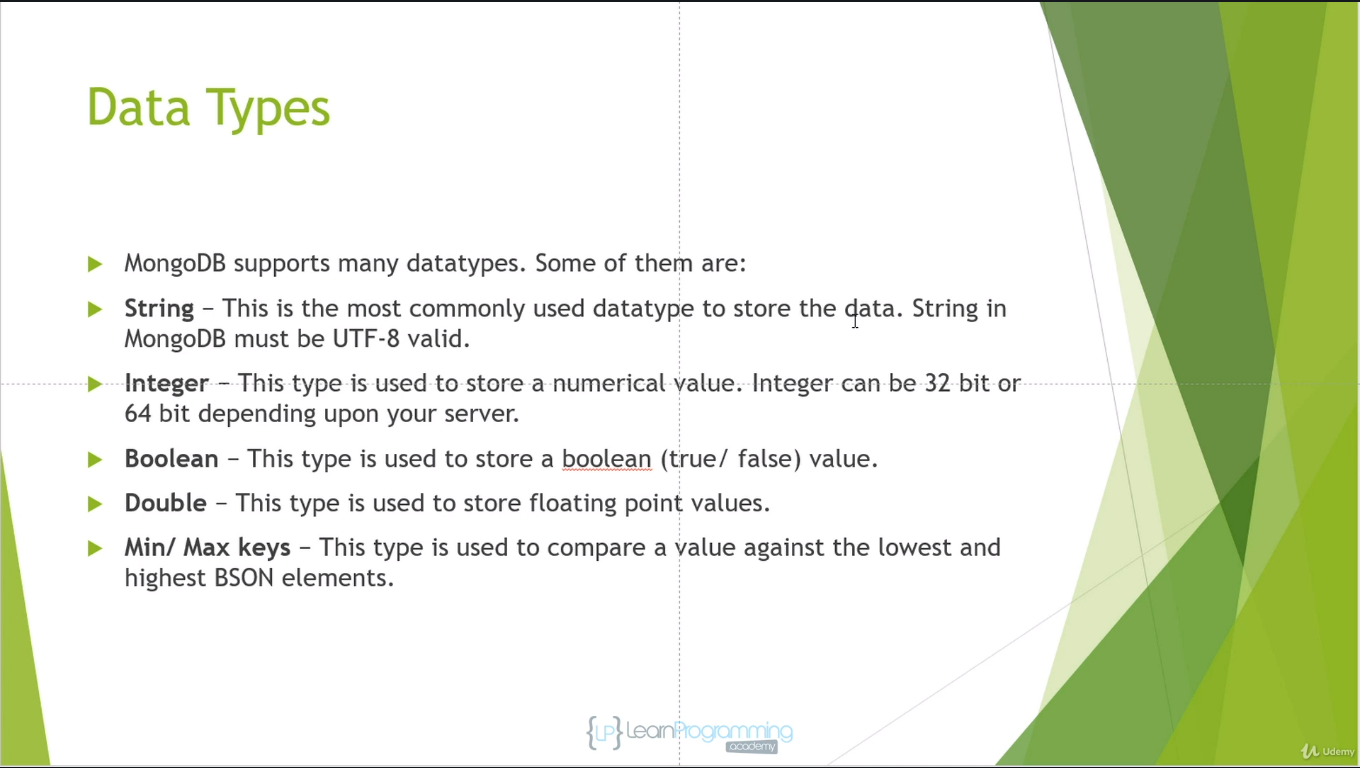 Data Types
MongoDB supports many datatypes. Some of them are:
String − This is the most commonly used datatype to store the data. String in
MongoDB must be UTF-8 valid.
Integer − This type is used to store a numerical value. Integer can be 32 bit or
64 bit depending upon your server.
Boolean − This type is used to store a boolean (true/ false) value.
Double − This type is used to store floating point values.
Min/ Max keys − This type is used to compare a value against the lowest and
highest BSON elements.
{LP} LearnProgramming
academy
Udemy